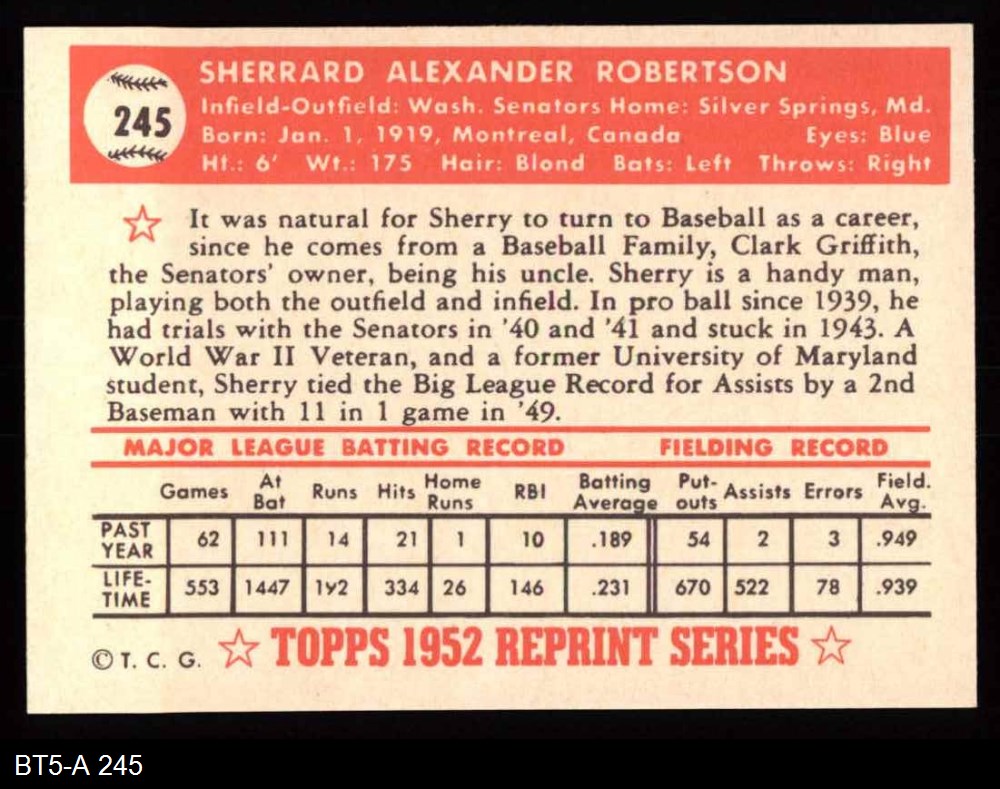 SHERRARD ALEXANDER ROBERTSON
245
Infield-Outfield: Wash. Senators Home: Silver Springs, Md.
Born: Jan. 1, 1919, Montreal, Canada Eyes: Blue
Ht.: 6' Wt.: 175 Hair: Blond Bats: Left Throws: Right
It was natural for Sherry to turn to Baseball as a career,
since he comes from a Baseball Family, Clark Griffith,
the Senators' owner, being his uncle. Sherry is a handy man,
playing both the outfield and infield. In pro ball since 1939, he
had trials with the Senators in '40 and '41 and stuck in 1943. A
World War II Veteran, and a former University of Maryland
student, Sherry tied the Big League Record for Assists by a 2nd
Baseman with 11 in 1 game in '49.
MAJOR LEAGUE BATTING RECORD FIELDING RECORD
Games At Bat Runs Hits Home Runs RBI Batting Average Put-outs Assists Errors Field. Avg.
PAST YEAR 62 111 14 21 1 10 .189 54 2 3 .949
LIFE-TIME 553 1447 334 26 146 .231 670 522 78 .939
© T. C. G. TOPPS 1952 REPRINT SERIES
BT5-A 245